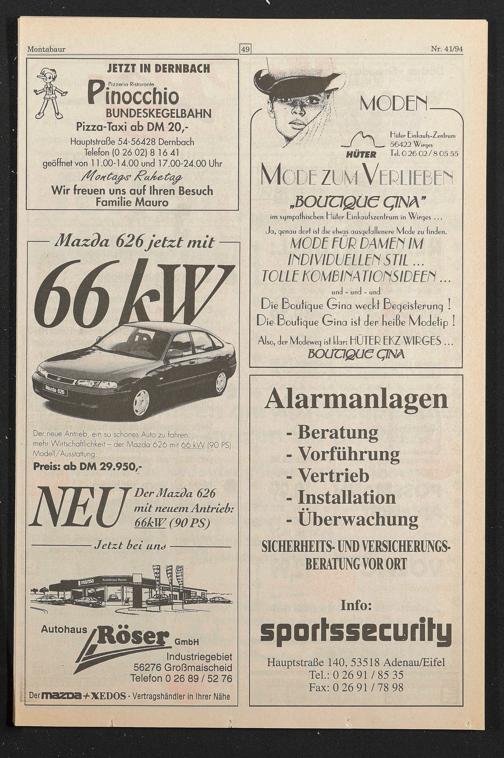 Montabaur
49
Nr. 41/94
JETZT IN DERNBACH
Pizzeria-Ristorante
Pinocchio
BUNDESKEGELBAHN
Pizza-Taxi ab DM 20,-
Hauptstraße 54-56428 Dernbach
Telefon (0 26 02) 8 16 41
geöffnet von 11.00-14.00 und 17.00-24.00 Uhr
Montags Ruhetag
Wir freuen uns auf Ihren Besuch
Familie Mauro
Mazda 626 jetzt mit
66 kW
Mazda 626
Der neue Antrieb, ein so schönes Auto zu fahren:
mehr Wirtschaftlichkeit – der Mazda 626 mit 66 kW (90 PS).
Modell/Ausstattung
Preis: ab DM 29.950,-
NEU
Der Mazda 626
mit neuem Antrieb:
66kW (90 PS)
Jetzt bei uns
mazda
Autohaus
Röser GmbH
Industriegebiet
56276 Großmaischeid
Telefon 0 26 89 / 52 76
Der mazda + XEDOS - Vertragshändler in Ihrer Nähe
MODEN
HÜTER
Hüter Einkaufs-Zentrum
56422 Wirges
Tel. 0 26 02 / 8 05 55
MODE ZUM VERLIEBEN
„BOUTIQUE GINA"
im sympathischen Hüter Einkaufszentrum in Wirges ...
Ja, genau dort ist die etwas ausgefallenere Mode zu finden.
MODE FÜR DAMEN IM
INDIVIDUELLEN STIL ...
TOLLE KOMBINATIONSIDEEN ...
und - und - und
Die Boutique Gina weckt Begeisterung !
Die Boutique Gina ist der heiße Modetip !
Also, der Modeweg ist klar: HÜTER EKZ WIRGES ...
BOUTIQUE GINA
Alarmanlagen
- Beratung
- Vorführung
- Vertrieb
- Installation
- Überwachung
SICHERHEITS- UND VERSICHERUNGS-
BERATUNG VOR ORT
Info:
sportssecurity
Hauptstraße 140, 53518 Adenau/Eifel
Tel.: 0 26 91 / 85 35
Fax: 0 26 91 / 78 98